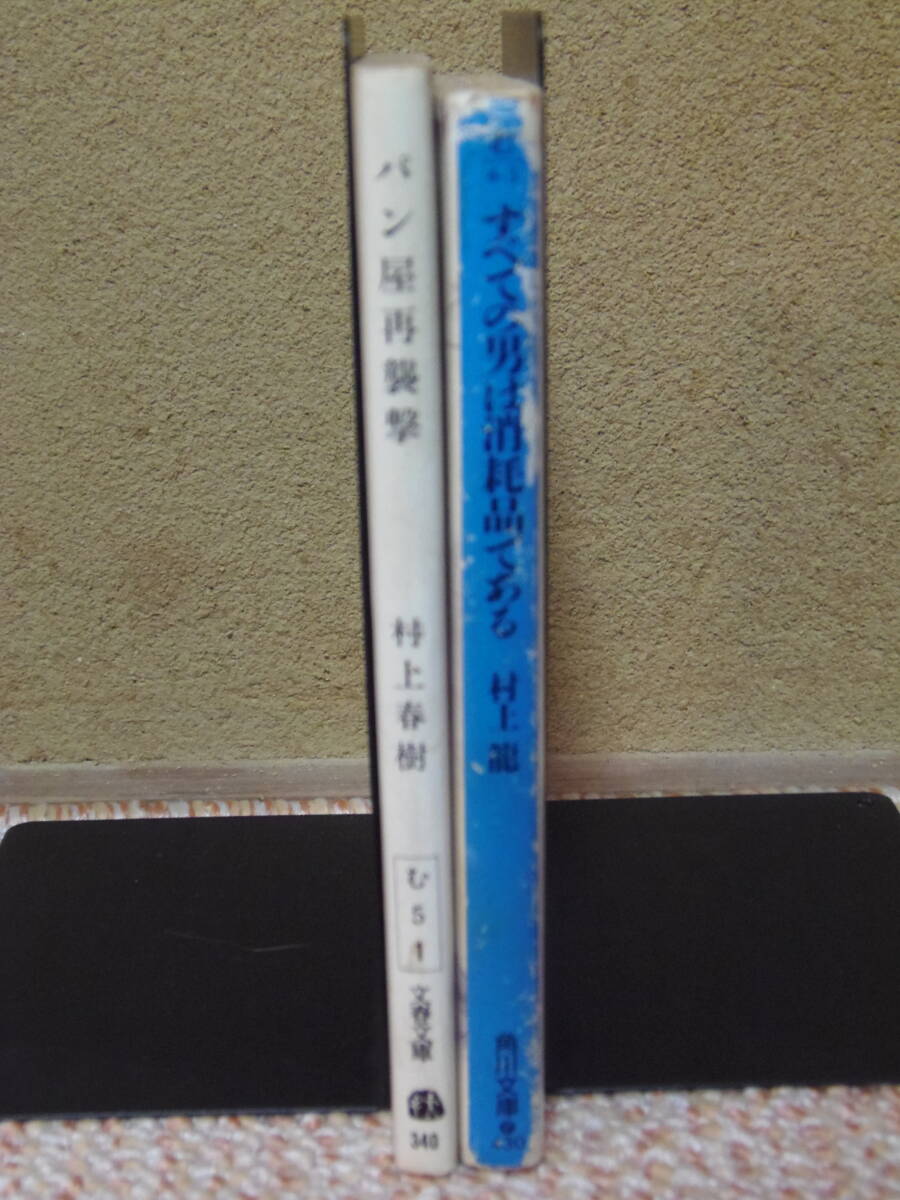 パン屋再襲撃
村上春樹
む
5
1
文春文庫
340
すべての男は消耗品である
村上龍
角川文庫